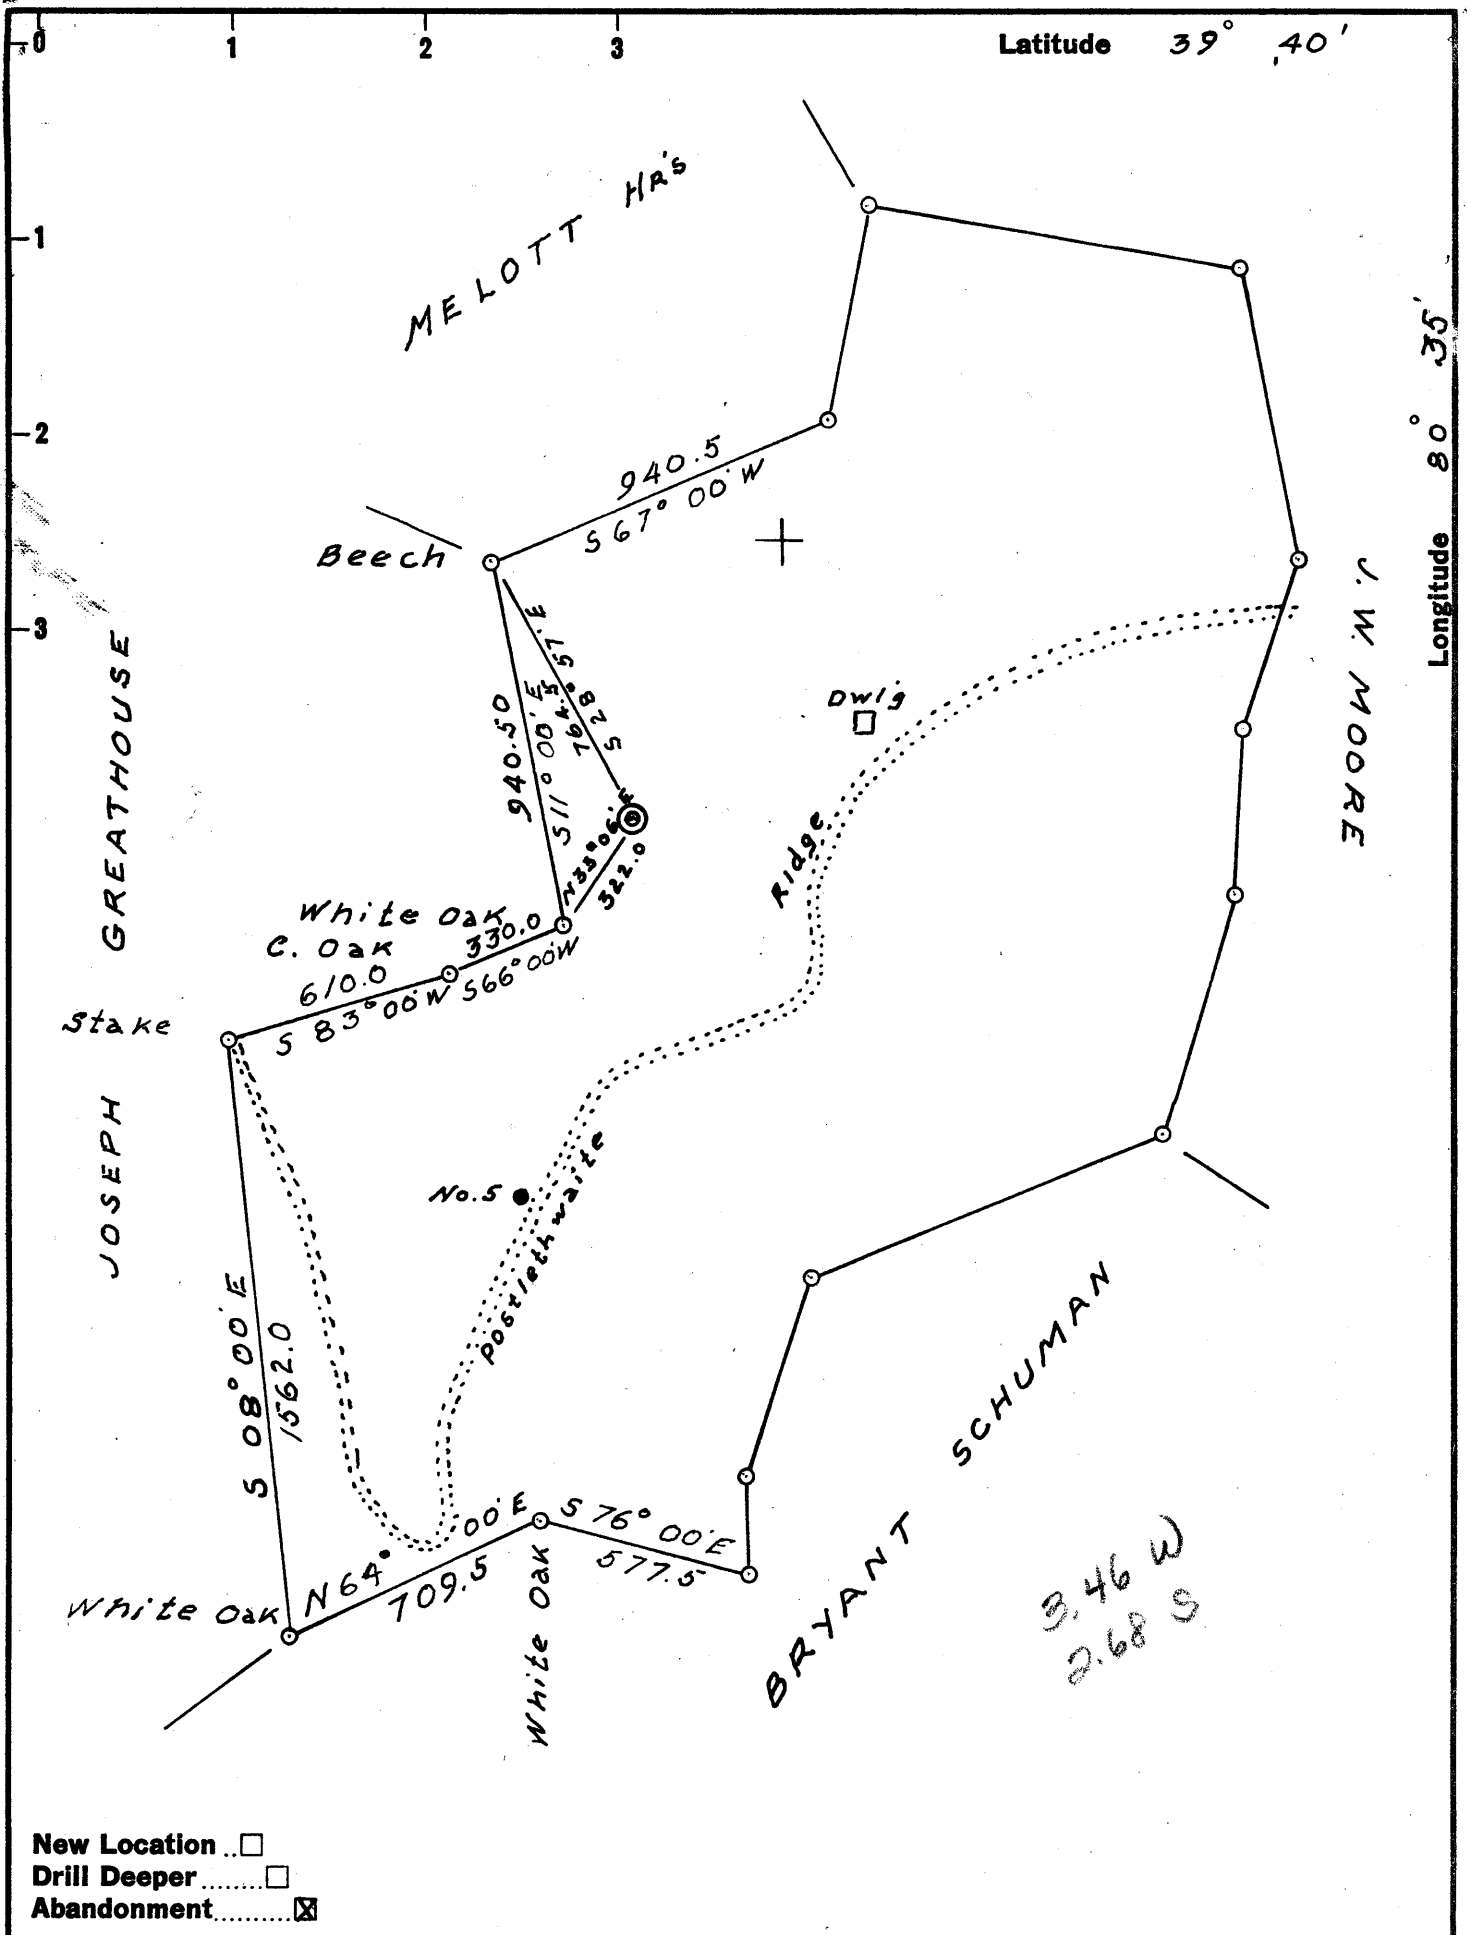 0 1 2 3 Latitude 39° 40'
1
2
3
Longitude 80° 35'
MELOTT HR'S
940.5
S 67° 00' W
Beech
S 28° 57' E
764.5
940.50
S 11° 00' E
N 33° 06' E
322.0
Dwl'g
J. W. MOORE
JOSEPH GREATHOUSE
White Oak
C. Oak
330.0
S 66° 00' W
610.0
S 83° 00' W
Stake
Postlethwaite Ridge
No. 5
S 08° 00' E
1562.0
N 64° 00' E
709.5
S 76° 00' E
577.5
White Oak
White Oak
BRYANT SCHUMAN
3.46 W
2.68 S
New Location
Drill Deeper
Abandonment X